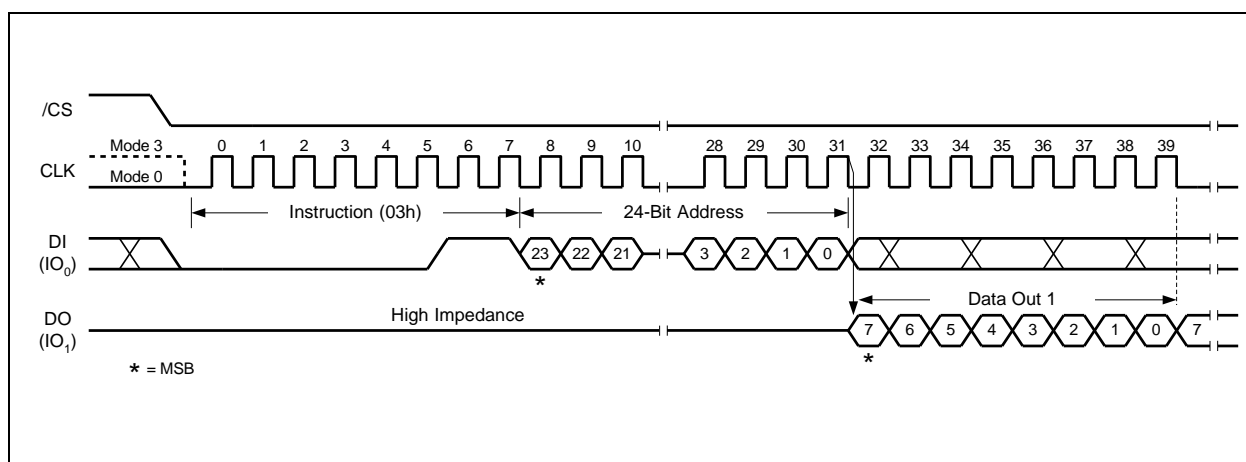 /CS
Mode 3
0 1 2 3 4 5 6 7 8 9 10 28 29 30 31 32 33 34 35 36 37 38 39
CLK
Mode 0
Instruction (03h) 24-Bit Address
DI
(IO0)
23 22 21 3 2 1 0
*
Data Out 1
High Impedance
DO
(IO1)
7 6 5 4 3 2 1 0 7
*
* = MSB